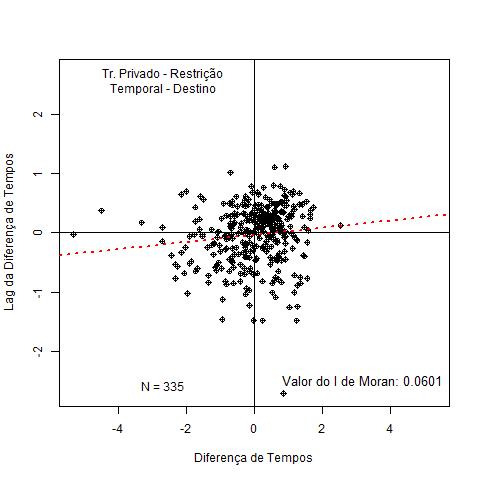 Tr. Privado - Restrição
Temporal - Destino
Lag da Diferença de Tempos
2
1
0
-1
-2
Valor do I de Moran: 0.0601
N = 335
-4
-2
0
2
4
Diferença de Tempos